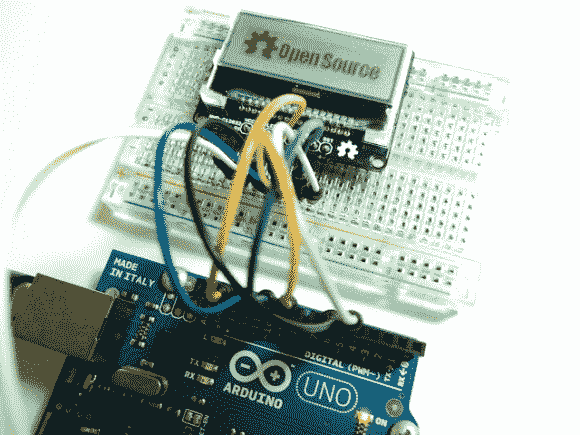 Open Source
MADE
IN ITALY
DIGITAL (PWM~)
L
TX
RX
ARDUINO
UNO
ON